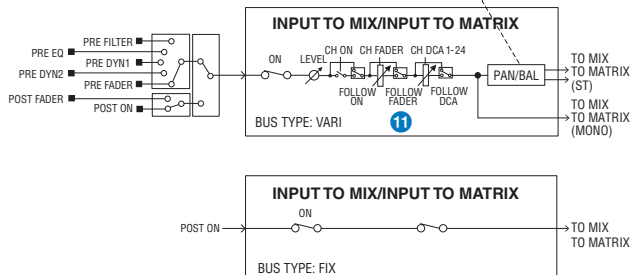 INPUT TO MIX/INPUT TO MATRIX
PRE FILTER
PRE EQ
PRE DYN1
PRE DYN2
PRE FADER
POST FADER
POST ON
ON
LEVEL
CH ON
CH FADER
CH DCA 1-24
FOLLOW
ON
FOLLOW
FADER
FOLLOW
DCA
11
PAN/BAL
BUS TYPE: VARI
TO MIX
TO MATRIX
(ST)
TO MIX
TO MATRIX
(MONO)
INPUT TO MIX/INPUT TO MATRIX
POST ON
ON
TO MIX
TO MATRIX
BUS TYPE: FIX